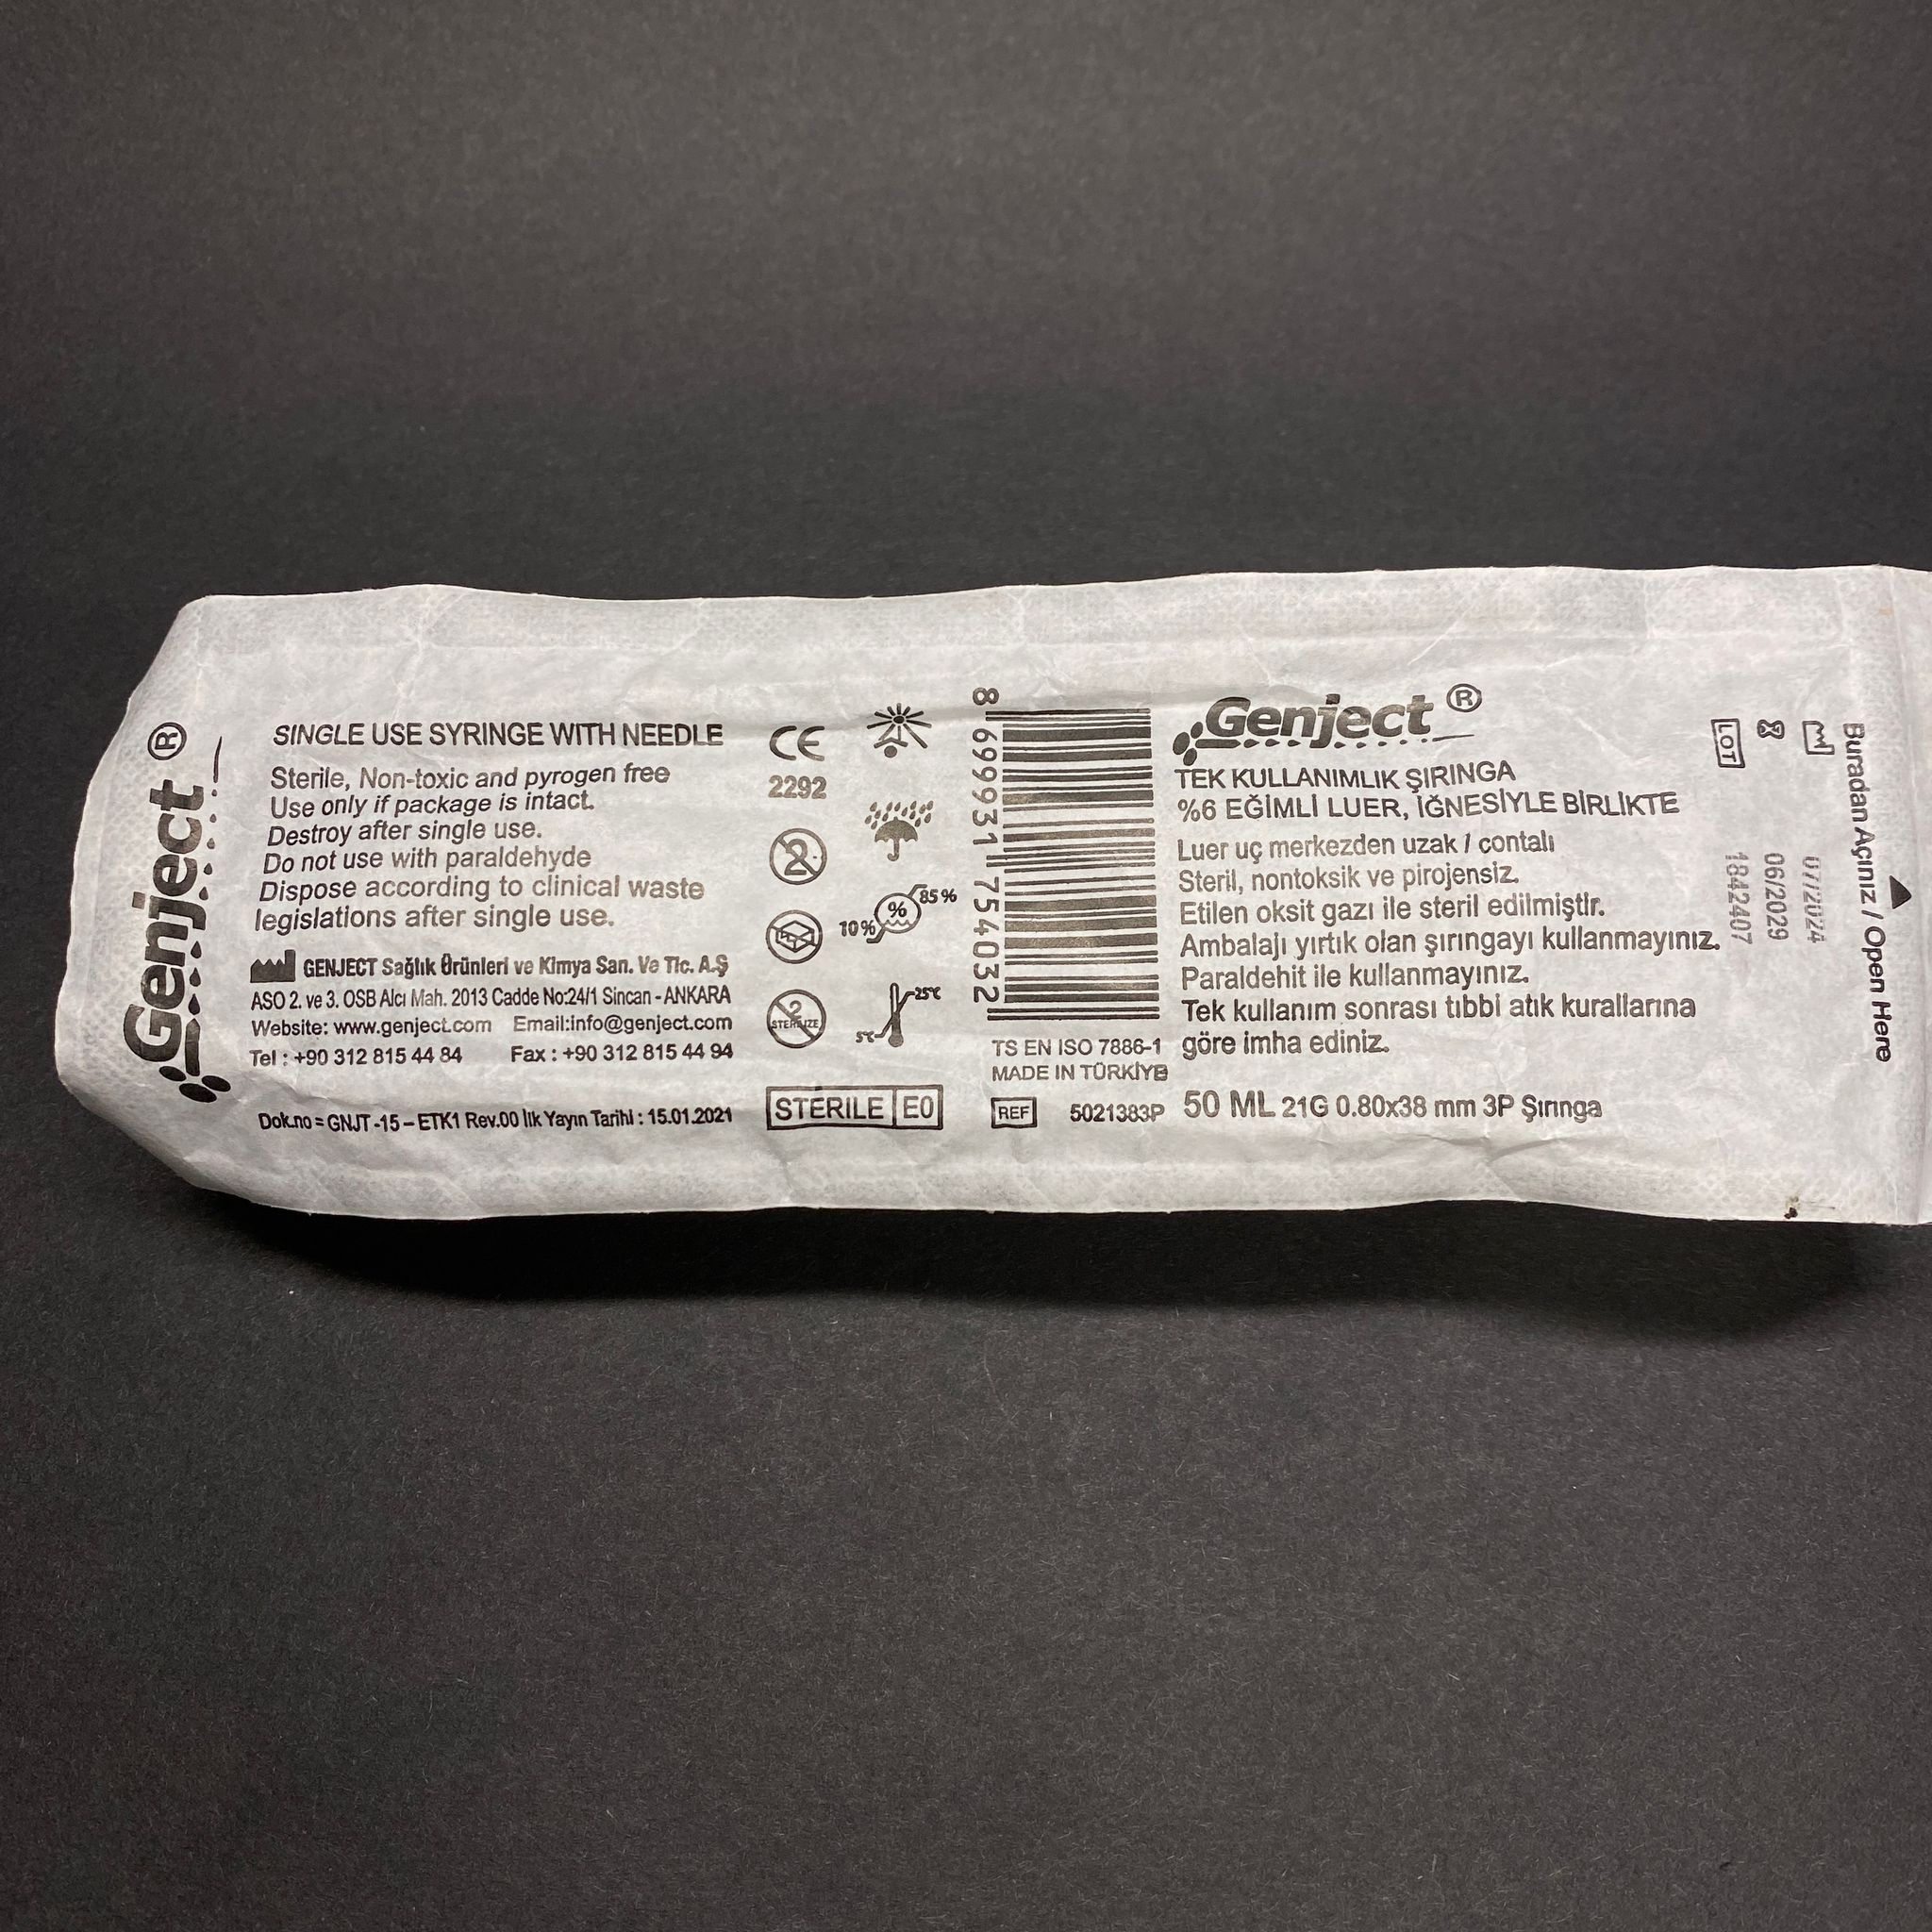 Genject®
SINGLE USE SYRINGE WITH NEEDLE
Sterile, Non-toxic and pyrogen free
Use only if package is intact.
Destroy after single use.
Do not use with paraldehyde
Dispose according to clinical waste
legislations after single use.
GENJECT Sağlık Ürünleri ve Kimya San. Ve Tic. A.Ş
ASO 2. ve 3. OSB Alcı Mah. 2013 Cadde No:24/1 Sincan - ANKARA
Website: www.genject.com Email:info@genject.com
Tel : +90 312 815 44 84 Fax : +90 312 815 44 94
Dok.no = GNJT -15 – ETK1 Rev.00 İlk Yayın Tarihi : 15.01.2021
CE
2292
2
10% % 85%
2
STERILIZE
5℃ 25℃
STERILE EO
8 699931 754032
TS EN ISO 7886-1
MADE IN TÜRKİYE
REF 5021383P
Genject®
TEK KULLANIMLIK ŞIRINGA
%6 EĞİMLİ LUER, İĞNESİYLE BİRLİKTE
Luer uç merkezden uzak / contalı
Steril, nontoksik ve pirojensiz.
Etilen oksit gazı ile steril edilmiştir.
Ambalajı yırtık olan şırıngayı kullanmayınız.
Paraldehit ile kullanmayınız.
Tek kullanım sonrası tıbbi atık kurallarına
göre imha ediniz.
50 ML 21G 0.80x38 mm 3P Şırınga
07/2024
06/2029
LOT 1842407
Buradan Açınız / Open Here